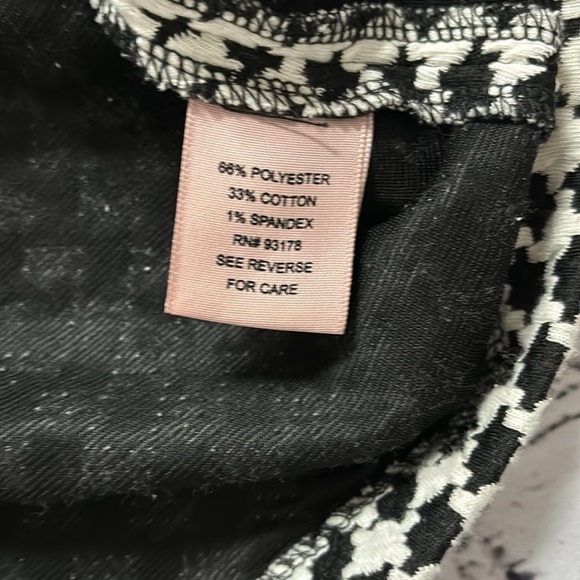 66% POLYESTER
33% COTTON
1% SPANDEX
RN# 93178
SEE REVERSE
FOR CARE